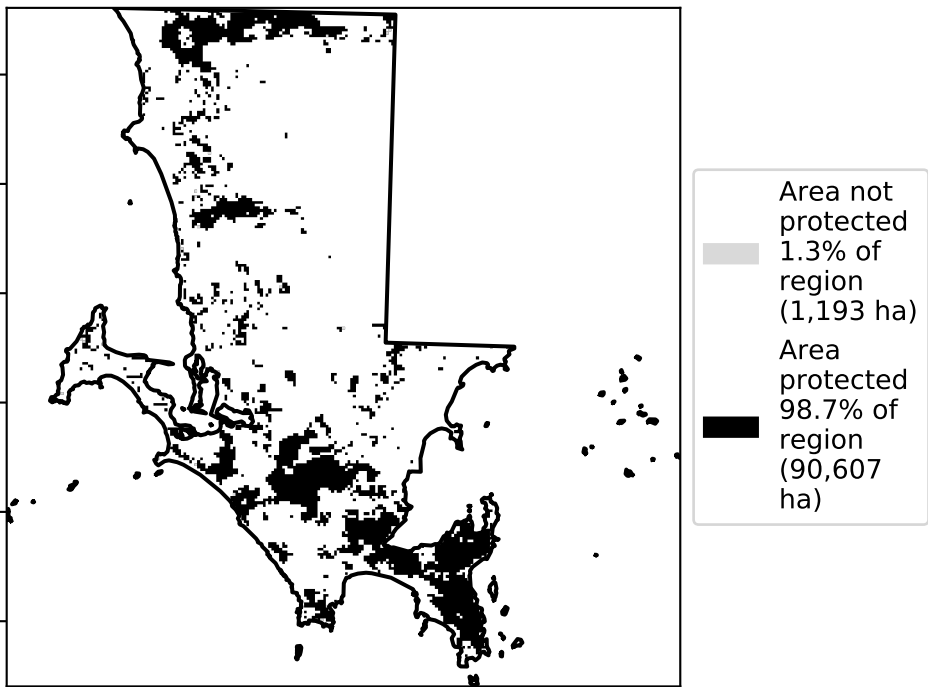 Area not
protected
1.3% of
region
(1,193 ha)
Area
protected
98.7% of
region
(90,607
ha)